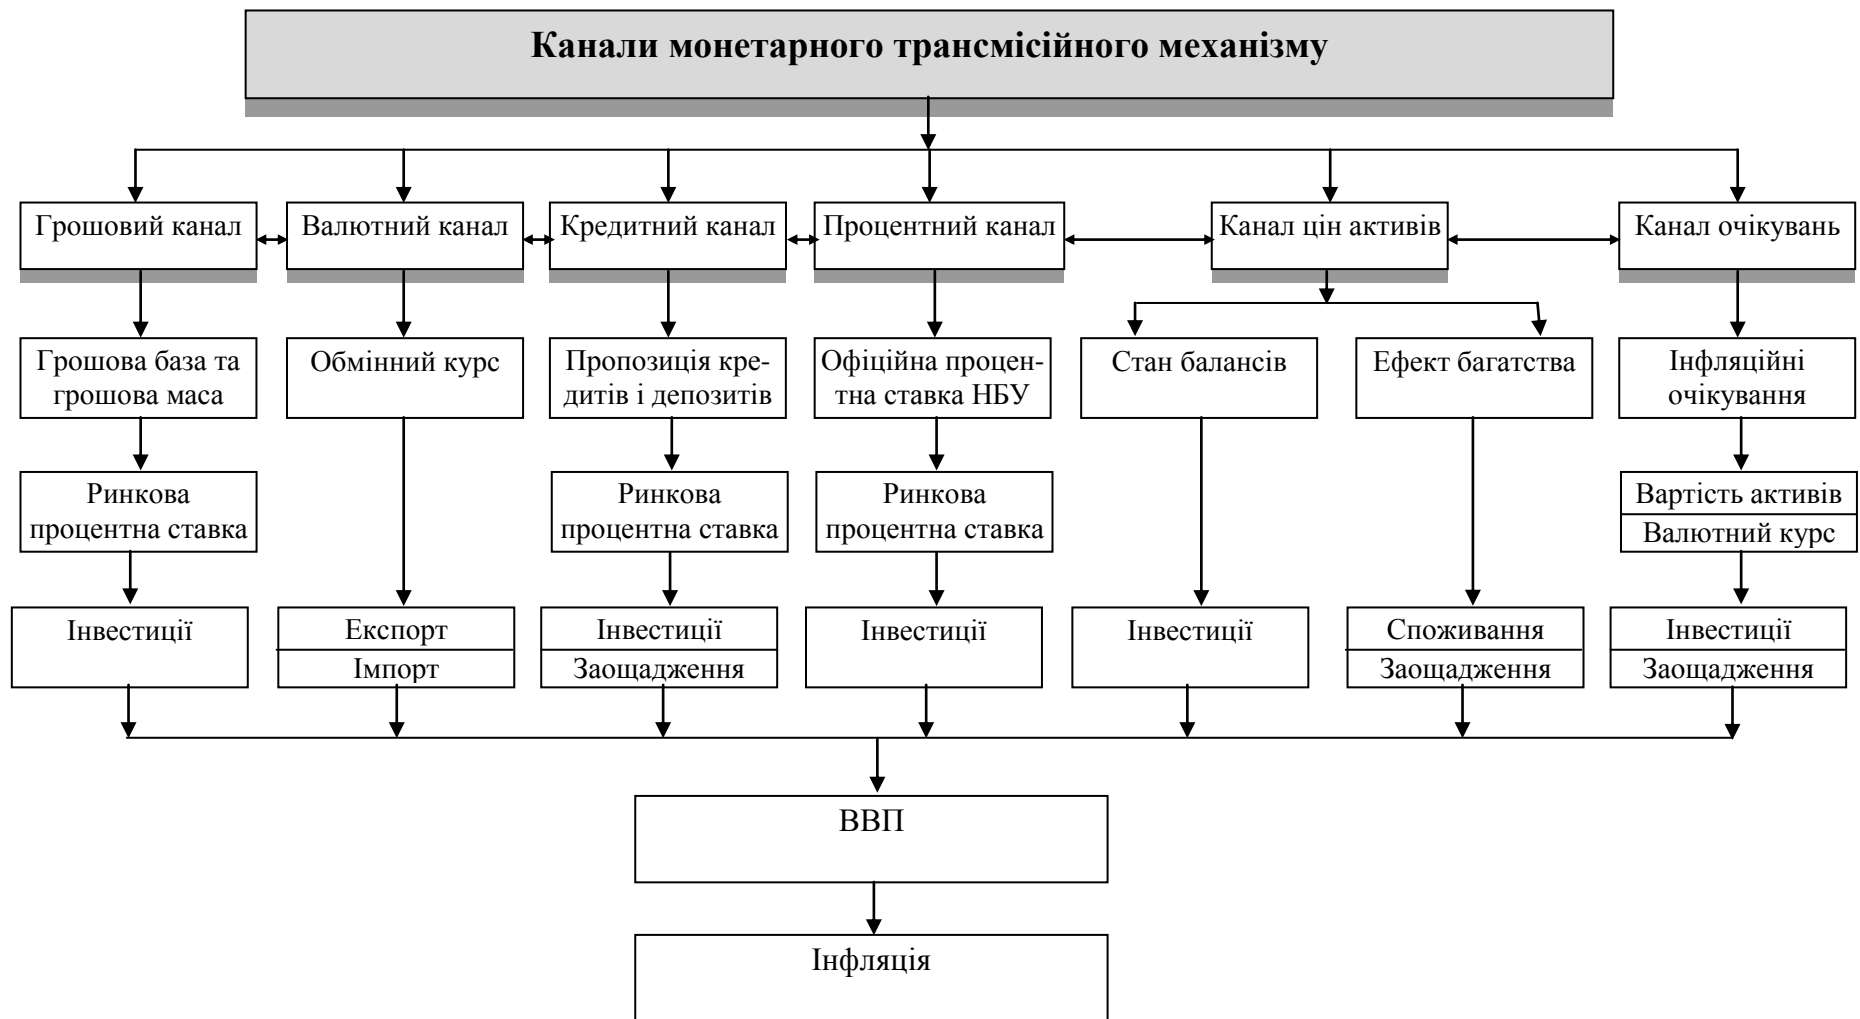 Канали монетарного трансмісійного механізму
Грошовий канал
Валютний канал
Кредитний канал
Процентний канал
Канал цін активів
Канал очікувань
Грошова база та
грошова маса
Обмінний курс
Пропозиція кре-
дитів і депозитів
Офіційна процен-
тна ставка НБУ
Стан балансів
Ефект багатства
Інфляційні
очікування
Ринкова
процентна ставка
Ринкова
процентна ставка
Ринкова
процентна ставка
Вартість активів
Валютний курс
Інвестиції
Експорт
Імпорт
Інвестиції
Заощадження
Інвестиції
Інвестиції
Споживання
Заощадження
Інвестиції
Заощадження
ВВП
Інфляція